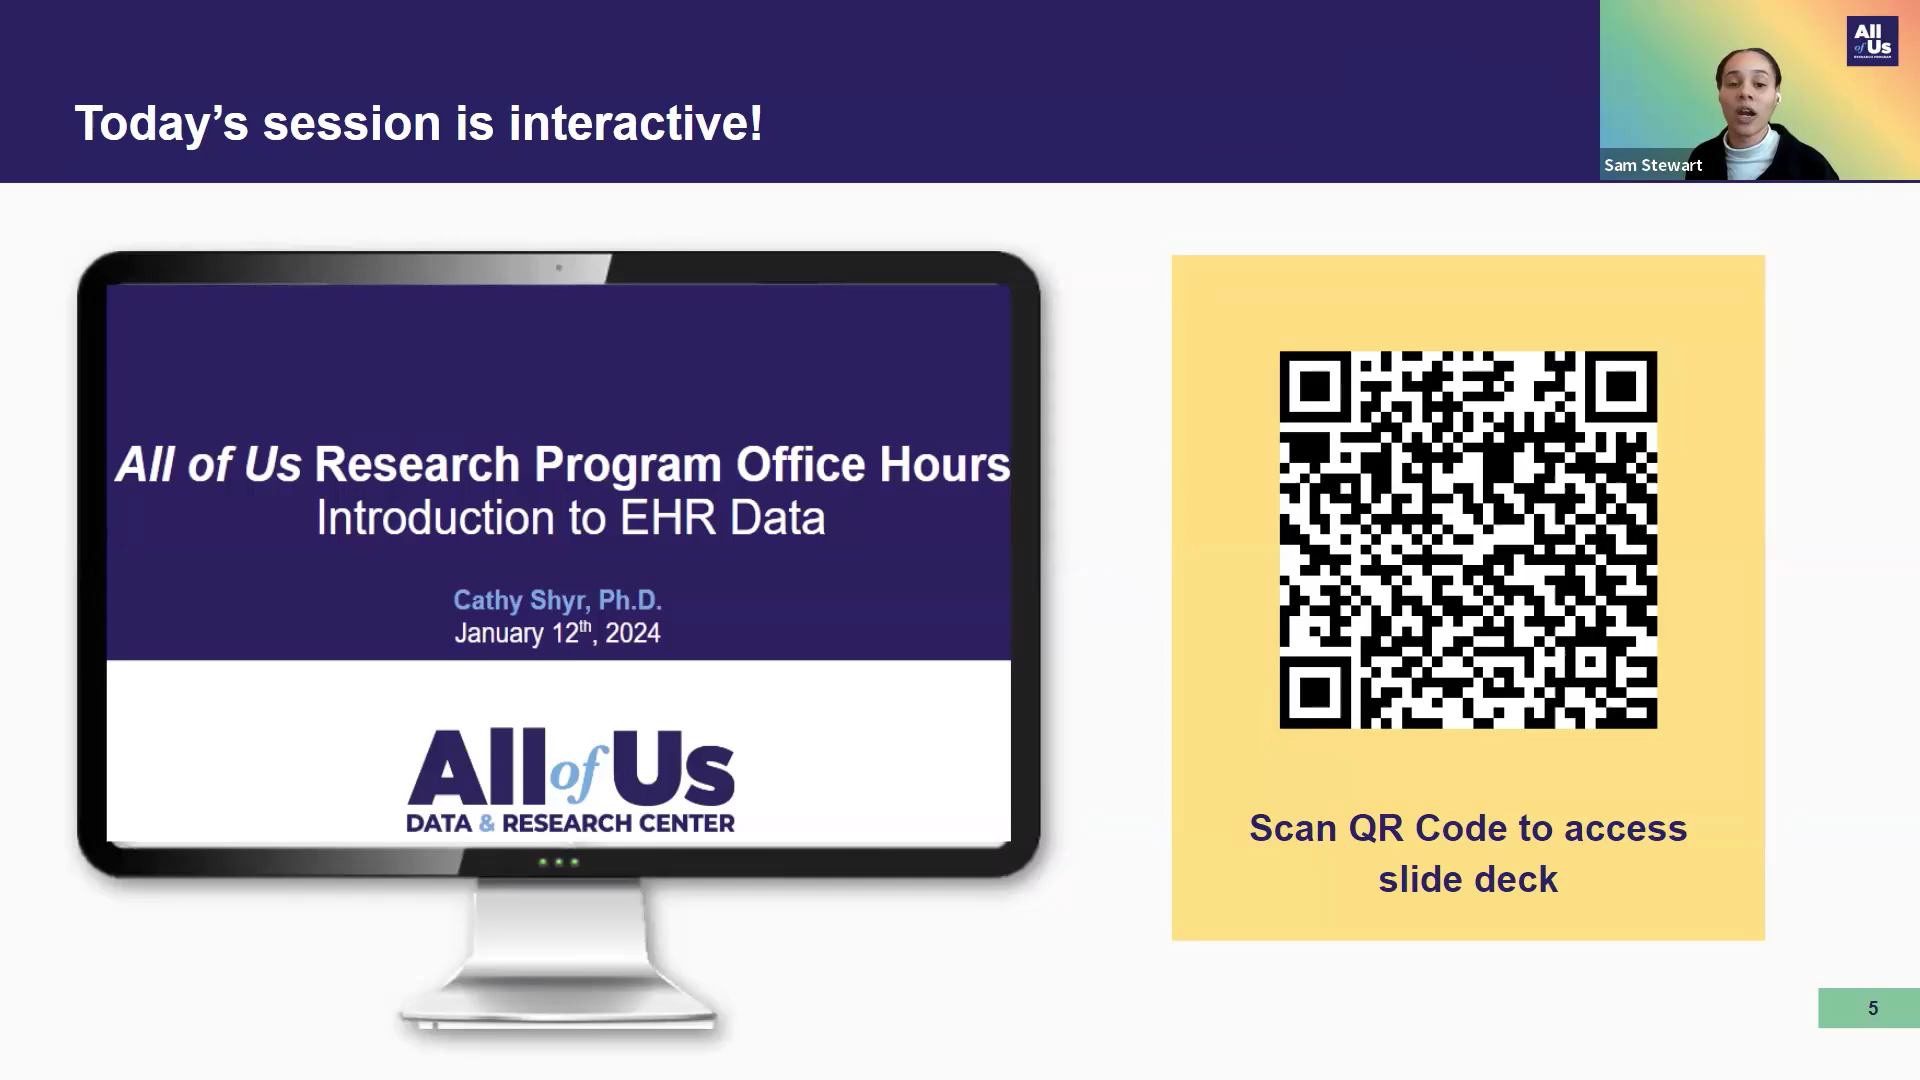 Today’s session is interactive!
All
of Us
RESEARCH PROGRAM
Sam Stewart
All of Us Research Program Office Hours
Introduction to EHR Data
Cathy Shyr, Ph.D.
January 12th, 2024
All of Us
DATA & RESEARCH CENTER
Scan QR Code to access
slide deck
5